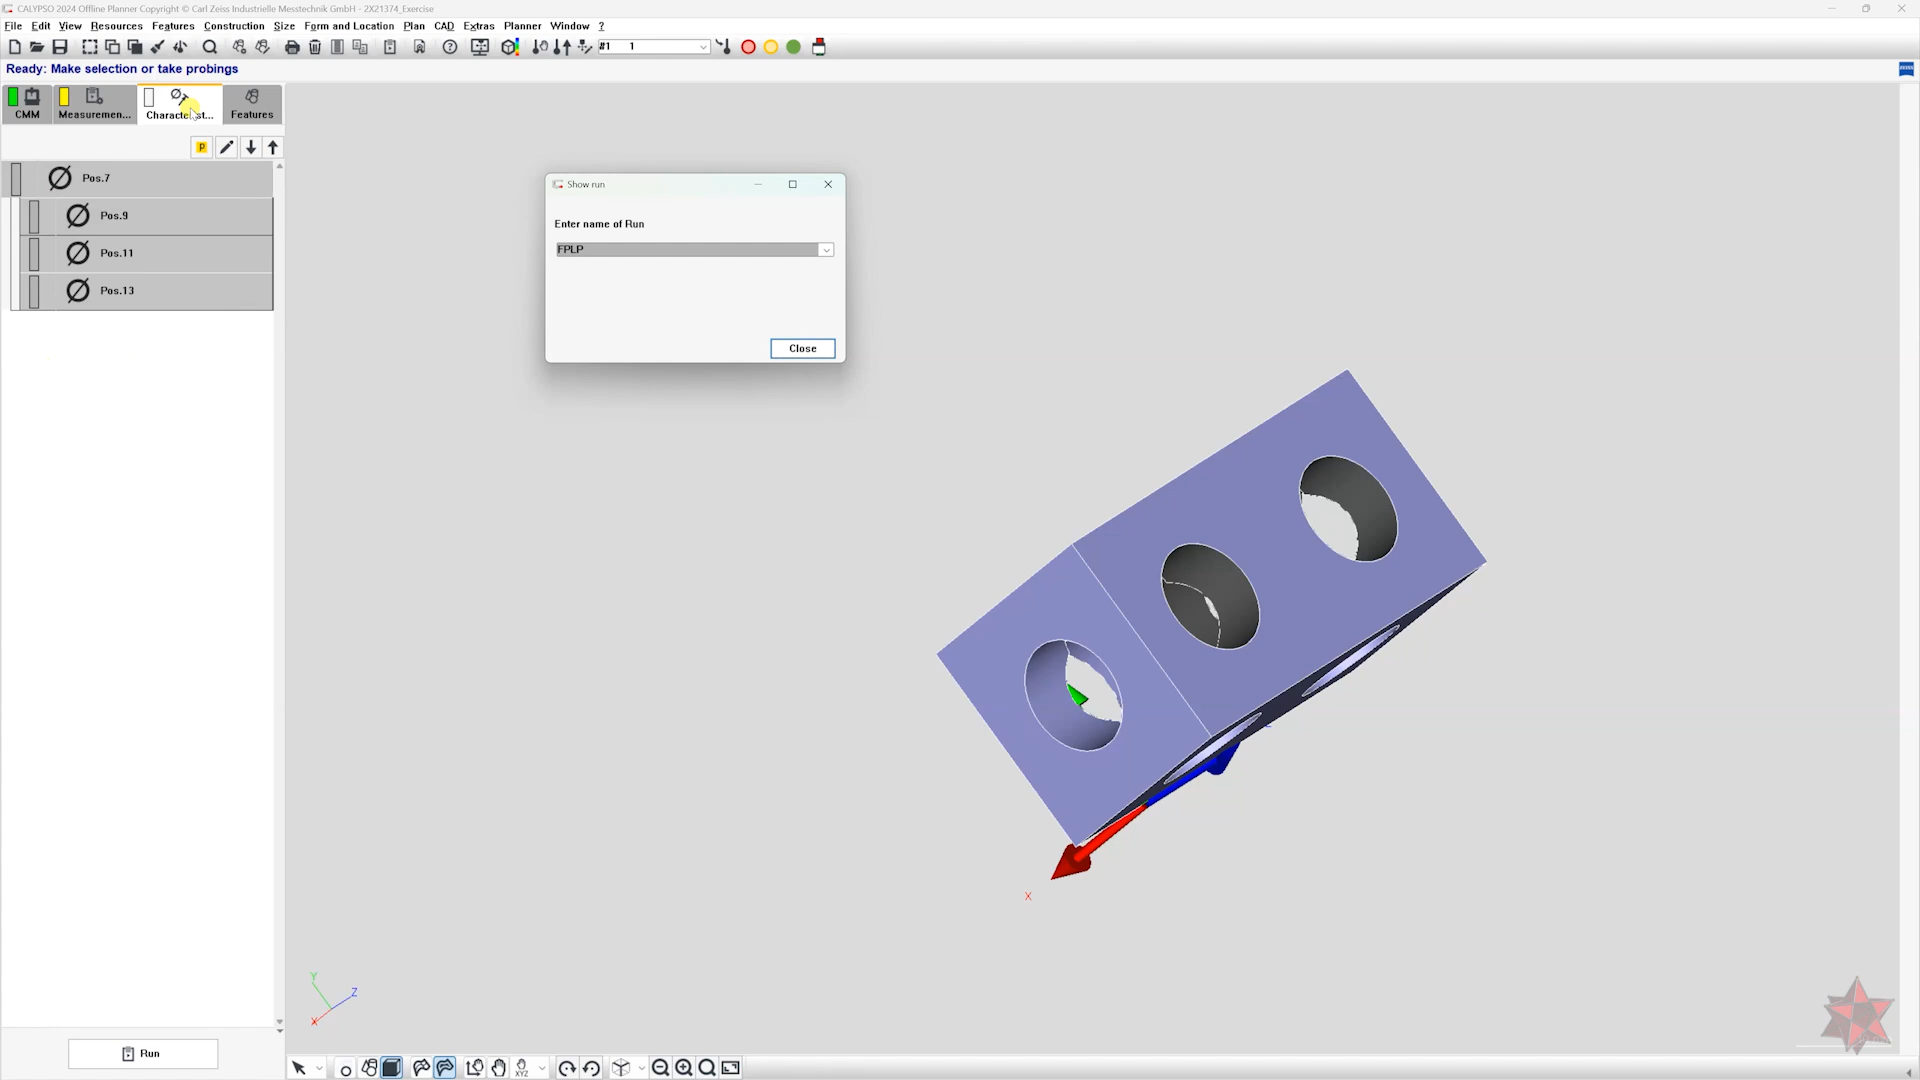 CALYPSO 2024 Offline Planner Copyright © Carl Zeiss Industrielle Messtechnik GmbH - 2X21374_Exercise
File Edit View Resources Features Construction Size Form and Location Plan CAD Extras Planner Window ?
#1 1
Ready: Make selection or take probings
ZEISS
CMM Measuremen... Characterist... Features
P
Pos.7
Pos.9
Pos.11
Pos.13
Show run
Enter name of Run
FPLP
Close
X
Y
Z
X
XYZ
Run